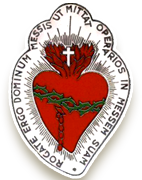 ROGATE ERGO DOMINUM MESSIS UT MITTAT OPERARIOS IN MESSEM SUAM